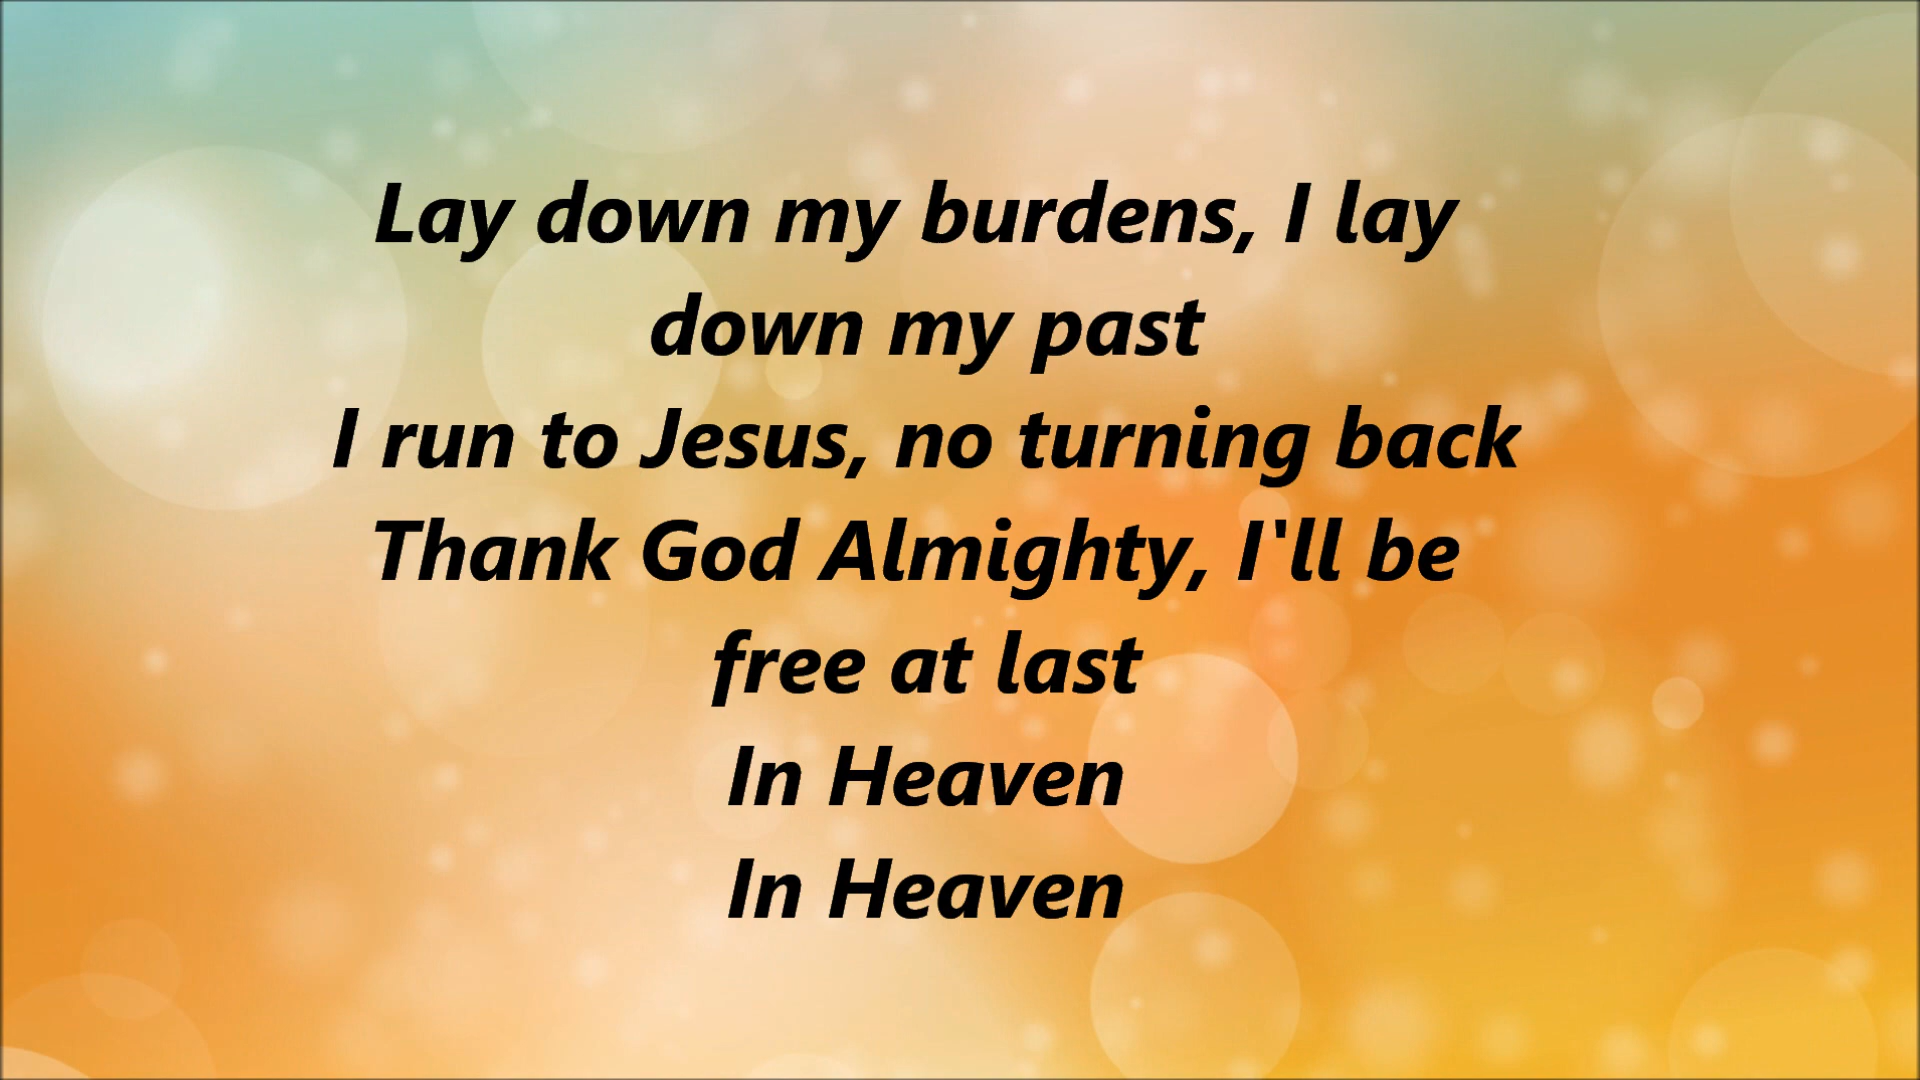 Lay down my burdens, I lay
down my past
I run to Jesus, no turning back
Thank God Almighty, I'll be
free at last
In Heaven
In Heaven